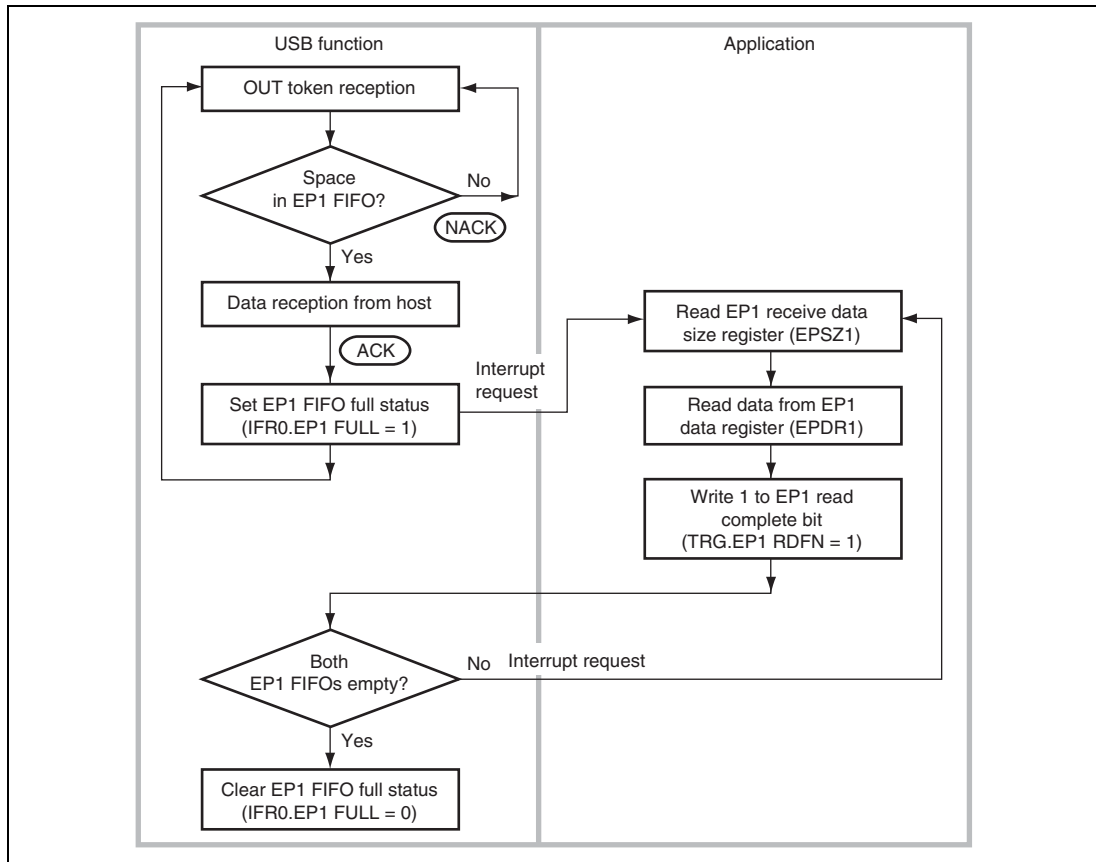 USB function
Application
OUT token reception
Space
in EP1 FIFO?
No
NACK
Yes
Data reception from host
ACK
Set EP1 FIFO full status
(IFR0.EP1 FULL = 1)
Interrupt
request
Read EP1 receive data
size register (EPSZ1)
Read data from EP1
data register (EPDR1)
Write 1 to EP1 read
complete bit
(TRG.EP1 RDFN = 1)
Both
EP1 FIFOs empty?
No
Interrupt request
Yes
Clear EP1 FIFO full status
(IFR0.EP1 FULL = 0)